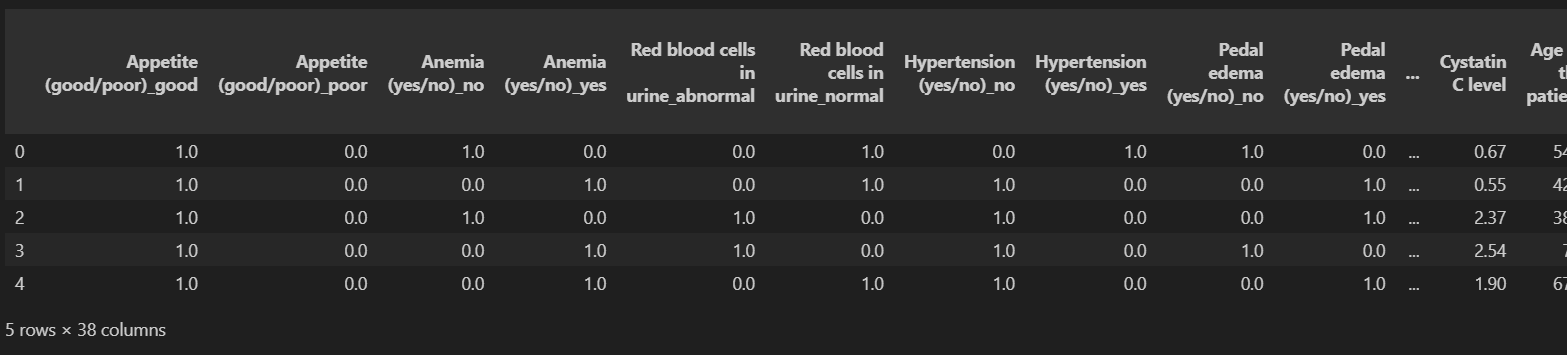 Appetite (good/poor)_good Appetite (good/poor)_poor Anemia (yes/no)_no Anemia (yes/no)_yes Red blood cells in urine_abnormal Red blood cells in urine_normal Hypertension (yes/no)_no Hypertension (yes/no)_yes Pedal edema (yes/no)_no Pedal edema (yes/no)_yes ... Cystatin C level Age
0 1.0 0.0 1.0 0.0 0.0 1.0 0.0 1.0 1.0 0.0 ... 0.67 54
1 1.0 0.0 0.0 1.0 0.0 1.0 1.0 0.0 0.0 1.0 ... 0.55 42
2 1.0 0.0 1.0 0.0 1.0 0.0 1.0 0.0 0.0 1.0 ... 2.37 38
3 1.0 0.0 0.0 1.0 1.0 0.0 1.0 0.0 1.0 0.0 ... 2.54 7
4 1.0 0.0 0.0 1.0 0.0 1.0 1.0 0.0 0.0 1.0 ... 1.90 67
5 rows × 38 columns